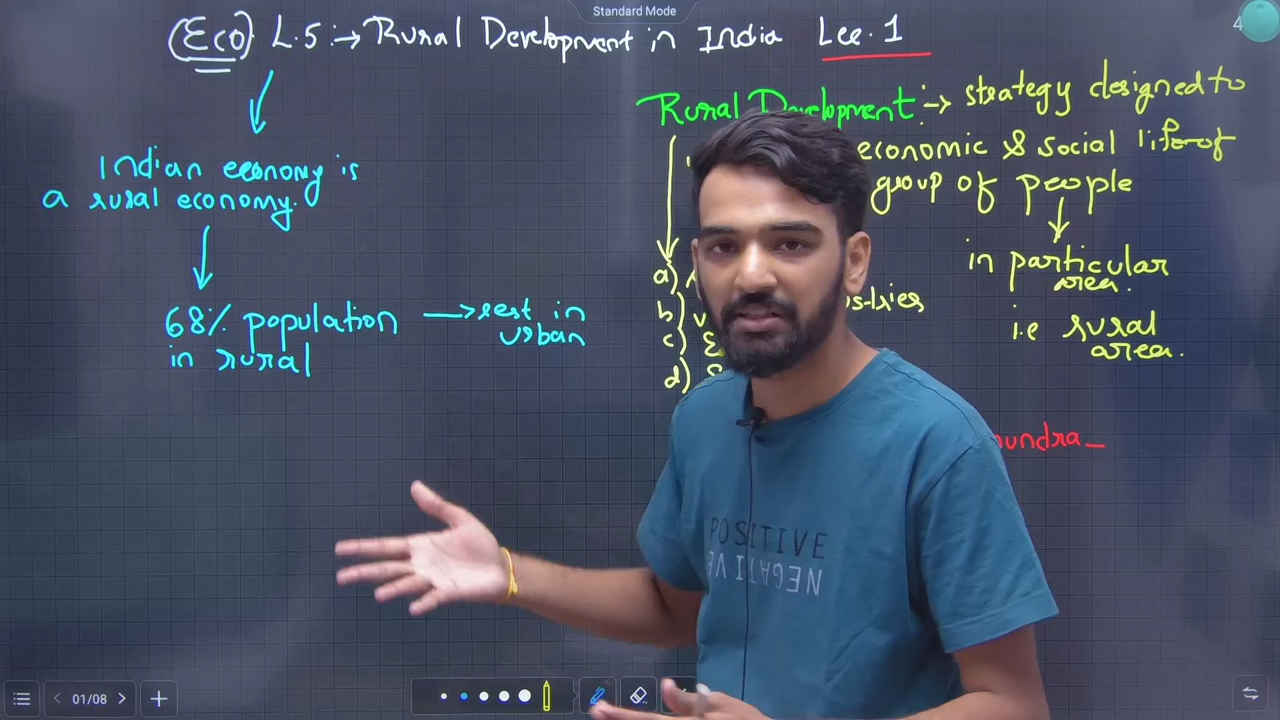 Standard Mode
(Eco) L.5 :→ Rural Development in India Lec. 1
4
Indian economy is
a rural economy.
68% population
in rural
→ rest in
urban
Rural Development :→ strategy designed to
economic & social life of
group of people
in particular
area.
i.e rural
area.
a)
b)
c)
d)
POSITIVE
NEGATIVE
01/08